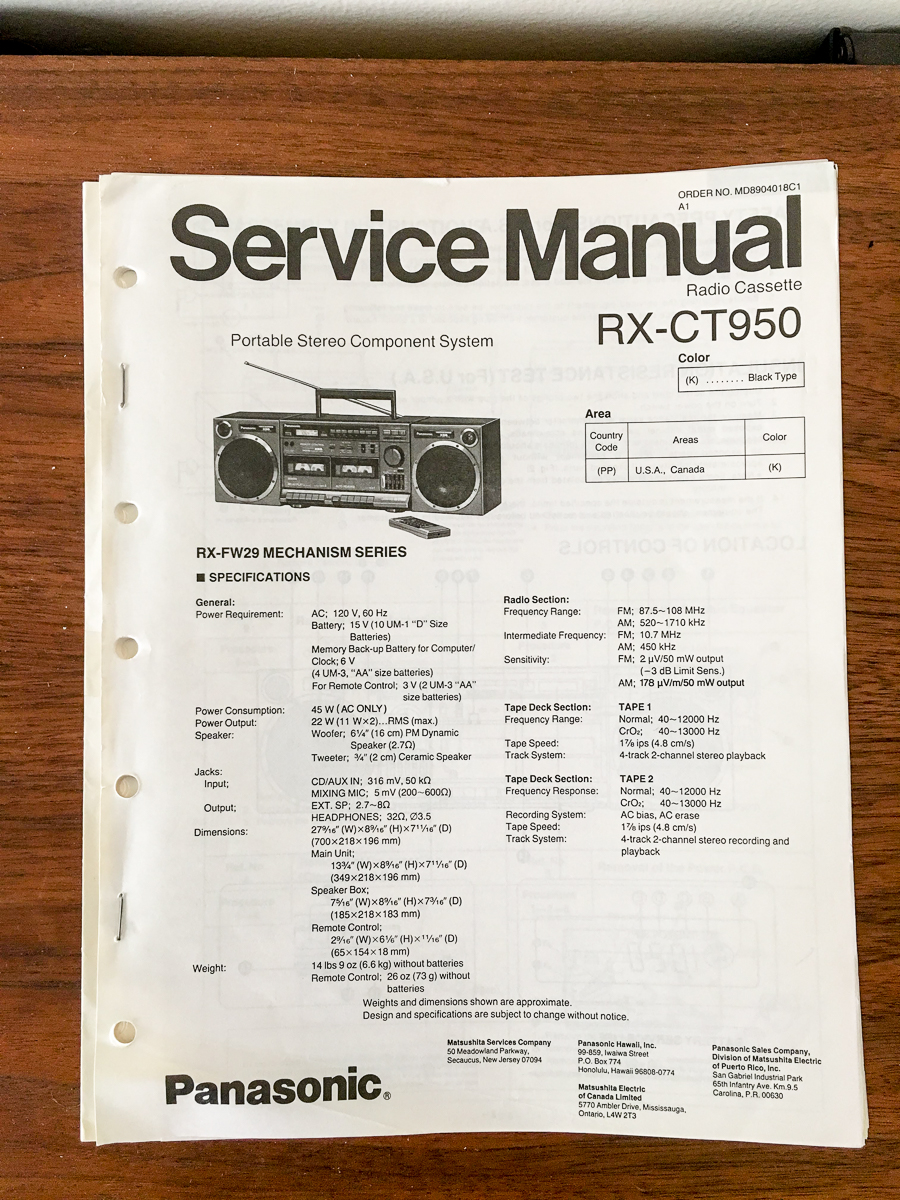 ORDER NO. MD8904018C1
A1
Service Manual
Radio Cassette
RX-CT950
Portable Stereo Component System
Color
(K) ........ Black Type
Area
Country Code Areas Color
(PP) U.S.A., Canada (K)
Panasonic
RX-FW29 MECHANISM SERIES
■ SPECIFICATIONS
General:
Power Requirement: AC; 120 V, 60 Hz
Battery; 15 V (10 UM-1 "D" Size
Batteries)
Memory Back-up Battery for Computer/
Clock; 6 V
(4 UM-3, "AA" size batteries)
For Remote Control; 3 V (2 UM-3 "AA"
size batteries)
Power Consumption: 45 W (AC ONLY)
Power Output: 22 W (11 W×2)...RMS (max.)
Speaker: Woofer; 6¼" (16 cm) PM Dynamic
Speaker (2.7Ω)
Tweeter; ¾" (2 cm) Ceramic Speaker
Jacks:
Input; CD/AUX IN; 316 mV, 50 kΩ
MIXING MIC; 5 mV (200~600Ω)
Output; EXT. SP; 2.7~8Ω
HEADPHONES; 32Ω, Ø3.5
Dimensions: 27⁹⁄₁₆" (W)×8⁹⁄₁₆" (H)×7¹¹⁄₁₆" (D)
(700×218×196 mm)
Main Unit;
13¾" (W)×8⁹⁄₁₆" (H)×7¹¹⁄₁₆" (D)
(349×218×196 mm)
Speaker Box;
7⁵⁄₁₆" (W)×8⁹⁄₁₆" (H)×7³⁄₁₆" (D)
(185×218×183 mm)
Remote Control;
2⁹⁄₁₆" (W)×6⅛" (H)×¹¹⁄₁₆" (D)
(65×154×18 mm)
Weight: 14 lbs 9 oz (6.6 kg) without batteries
Remote Control; 26 oz (73 g) without
batteries
Radio Section:
Frequency Range: FM; 87.5~108 MHz
AM; 520~1710 kHz
Intermediate Frequency: FM; 10.7 MHz
AM; 450 kHz
Sensitivity: FM; 2 µV/50 mW output
(−3 dB Limit Sens.)
AM; 178 µV/m/50 mW output
Tape Deck Section: TAPE 1
Frequency Range: Normal; 40~12000 Hz
CrO₂; 40~13000 Hz
Tape Speed: 1⅞ ips (4.8 cm/s)
Track System: 4-track 2-channel stereo playback
Tape Deck Section: TAPE 2
Frequency Response: Normal; 40~12000 Hz
CrO₂; 40~13000 Hz
Recording System: AC bias, AC erase
Tape Speed: 1⅞ ips (4.8 cm/s)
Track System: 4-track 2-channel stereo recording and
playback
Weights and dimensions shown are approximate.
Design and specifications are subject to change without notice.
Panasonic®
Matsushita Services Company
50 Meadowland Parkway,
Secaucus, New Jersey 07094
Panasonic Hawaii, Inc.
99-859, Iwaiwa Street
P.O. Box 774
Honolulu, Hawaii 96808-0774
Matsushita Electric
of Canada Limited
5770 Ambler Drive, Mississauga,
Ontario, L4W 2T3
Panasonic Sales Company,
Division of Matsushita Electric
of Puerto Rico, Inc.
San Gabriel Industrial Park
65th Infantry Ave. Km.9.5
Carolina, P.R. 00630